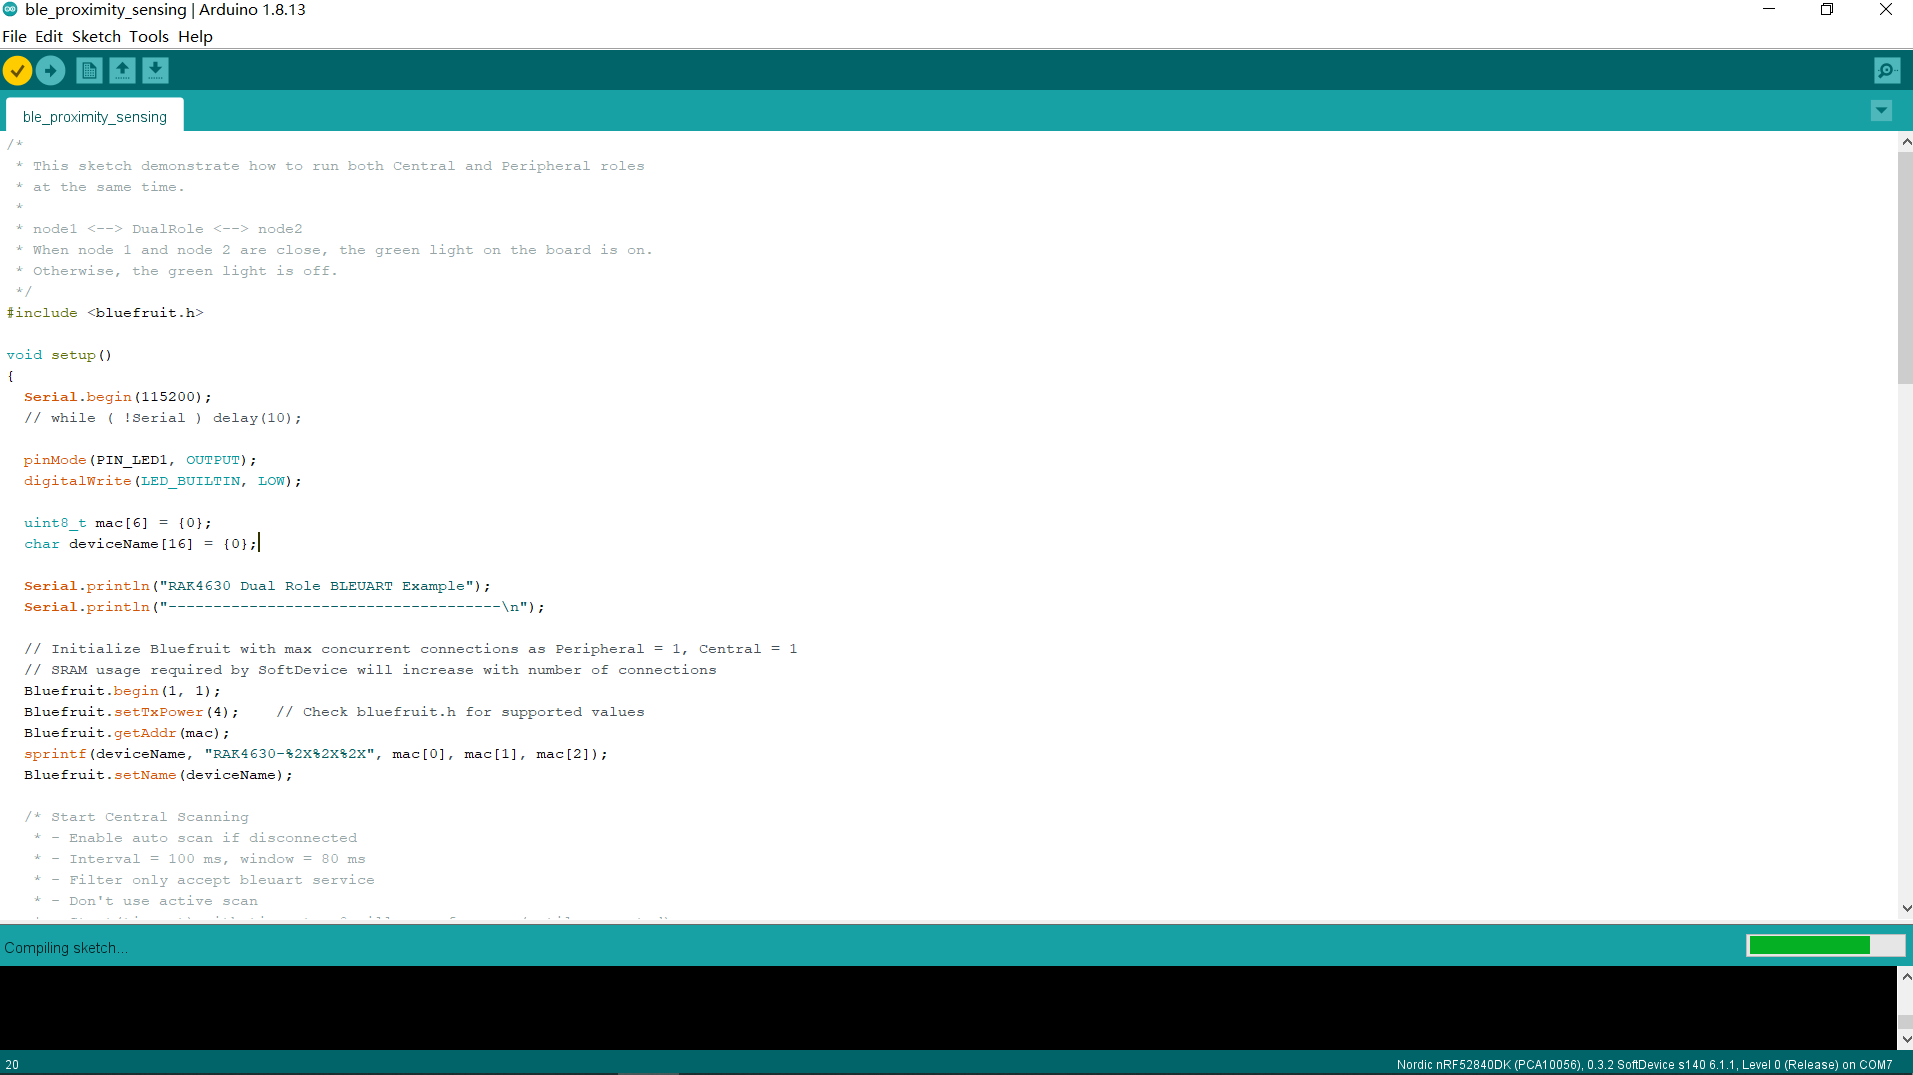 ble_proximity_sensing | Arduino 1.8.13
File Edit Sketch Tools Help
ble_proximity_sensing
/*
 * This sketch demonstrate how to run both Central and Peripheral roles
 * at the same time.
 *
 * node1 <--> DualRole <--> node2
 * When node 1 and node 2 are close, the green light on the board is on.
 * Otherwise, the green light is off.
 */
#include <bluefruit.h>
void setup()
{
  Serial.begin(115200);
  // while ( !Serial ) delay(10);
  pinMode(PIN_LED1, OUTPUT);
  digitalWrite(LED_BUILTIN, LOW);
  uint8_t mac[6] = {0};
  char deviceName[16] = {0};
  Serial.println("RAK4630 Dual Role BLEUART Example");
  Serial.println("-------------------------------------\n");
  // Initialize Bluefruit with max concurrent connections as Peripheral = 1, Central = 1
  // SRAM usage required by SoftDevice will increase with number of connections
  Bluefruit.begin(1, 1);
  Bluefruit.setTxPower(4);    // Check bluefruit.h for supported values
  Bluefruit.getAddr(mac);
  sprintf(deviceName, "RAK4630-%2X%2X%2X", mac[0], mac[1], mac[2]);
  Bluefruit.setName(deviceName);
  /* Start Central Scanning
   * - Enable auto scan if disconnected
   * - Interval = 100 ms, window = 80 ms
   * - Filter only accept bleuart service
   * - Don't use active scan
Compiling sketch...
20
Nordic nRF52840DK (PCA10056), 0.3.2 SoftDevice s140 6.1.1, Level 0 (Release) on COM7